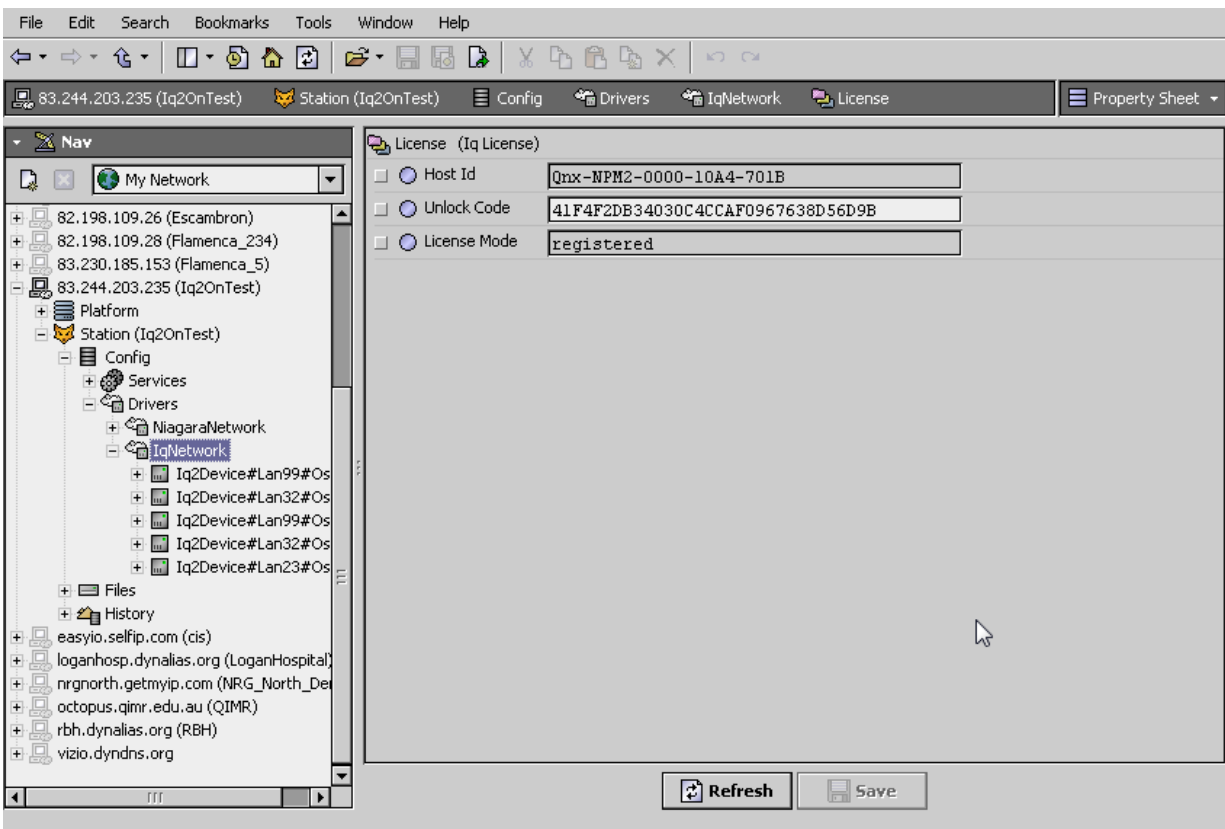 File Edit Search Bookmarks Tools Window Help
83.244.203.235 (Iq2OnTest) Station (Iq2OnTest) Config Drivers IqNetwork License Property Sheet
Nav
My Network
82.198.109.26 (Escambron)
82.198.109.28 (Flamenca_234)
83.230.185.153 (Flamenca_5)
83.244.203.235 (Iq2OnTest)
Platform
Station (Iq2OnTest)
Config
Services
Drivers
NiagaraNetwork
IqNetwork
Iq2Device#Lan99#Os
Iq2Device#Lan32#Os
Iq2Device#Lan99#Os
Iq2Device#Lan32#Os
Iq2Device#Lan23#Os
Files
History
easyio.selfip.com (cis)
loganhosp.dynalias.org (LoganHospital)
nrgnorth.getmyip.com (NRG_North_Der
octopus.qimr.edu.au (QIMR)
rbh.dynalias.org (RBH)
vizio.dyndns.org
License (Iq License)
Host Id Qnx-NPM2-0000-10A4-701B
Unlock Code 41F4F2DB34030C4CCAF0967638D56D9B
License Mode registered
Refresh Save